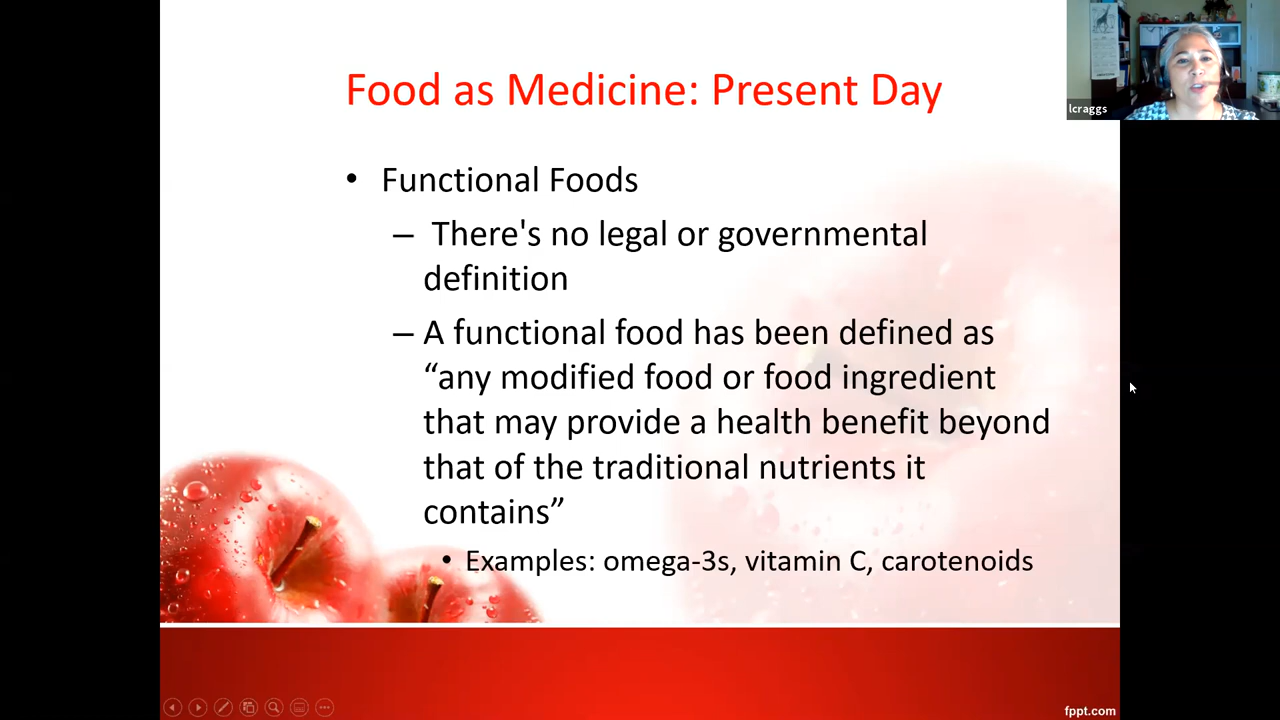 Food as Medicine: Present Day
lcraggs
• Functional Foods
– There's no legal or governmental
definition
– A functional food has been defined as
“any modified food or food ingredient
that may provide a health benefit beyond
that of the traditional nutrients it
contains”
• Examples: omega-3s, vitamin C, carotenoids
fppt.com